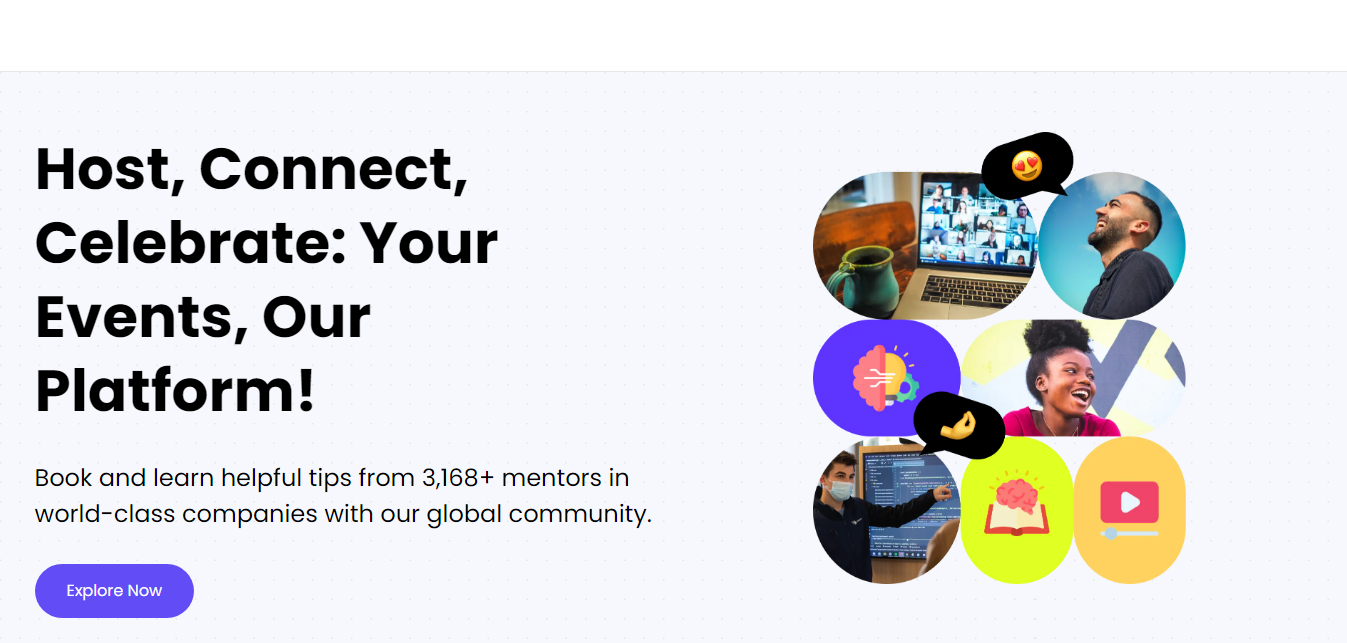 Host, Connect,
Celebrate: Your
Events, Our
Platform!
Book and learn helpful tips from 3,168+ mentors in
world-class companies with our global community.
Explore Now